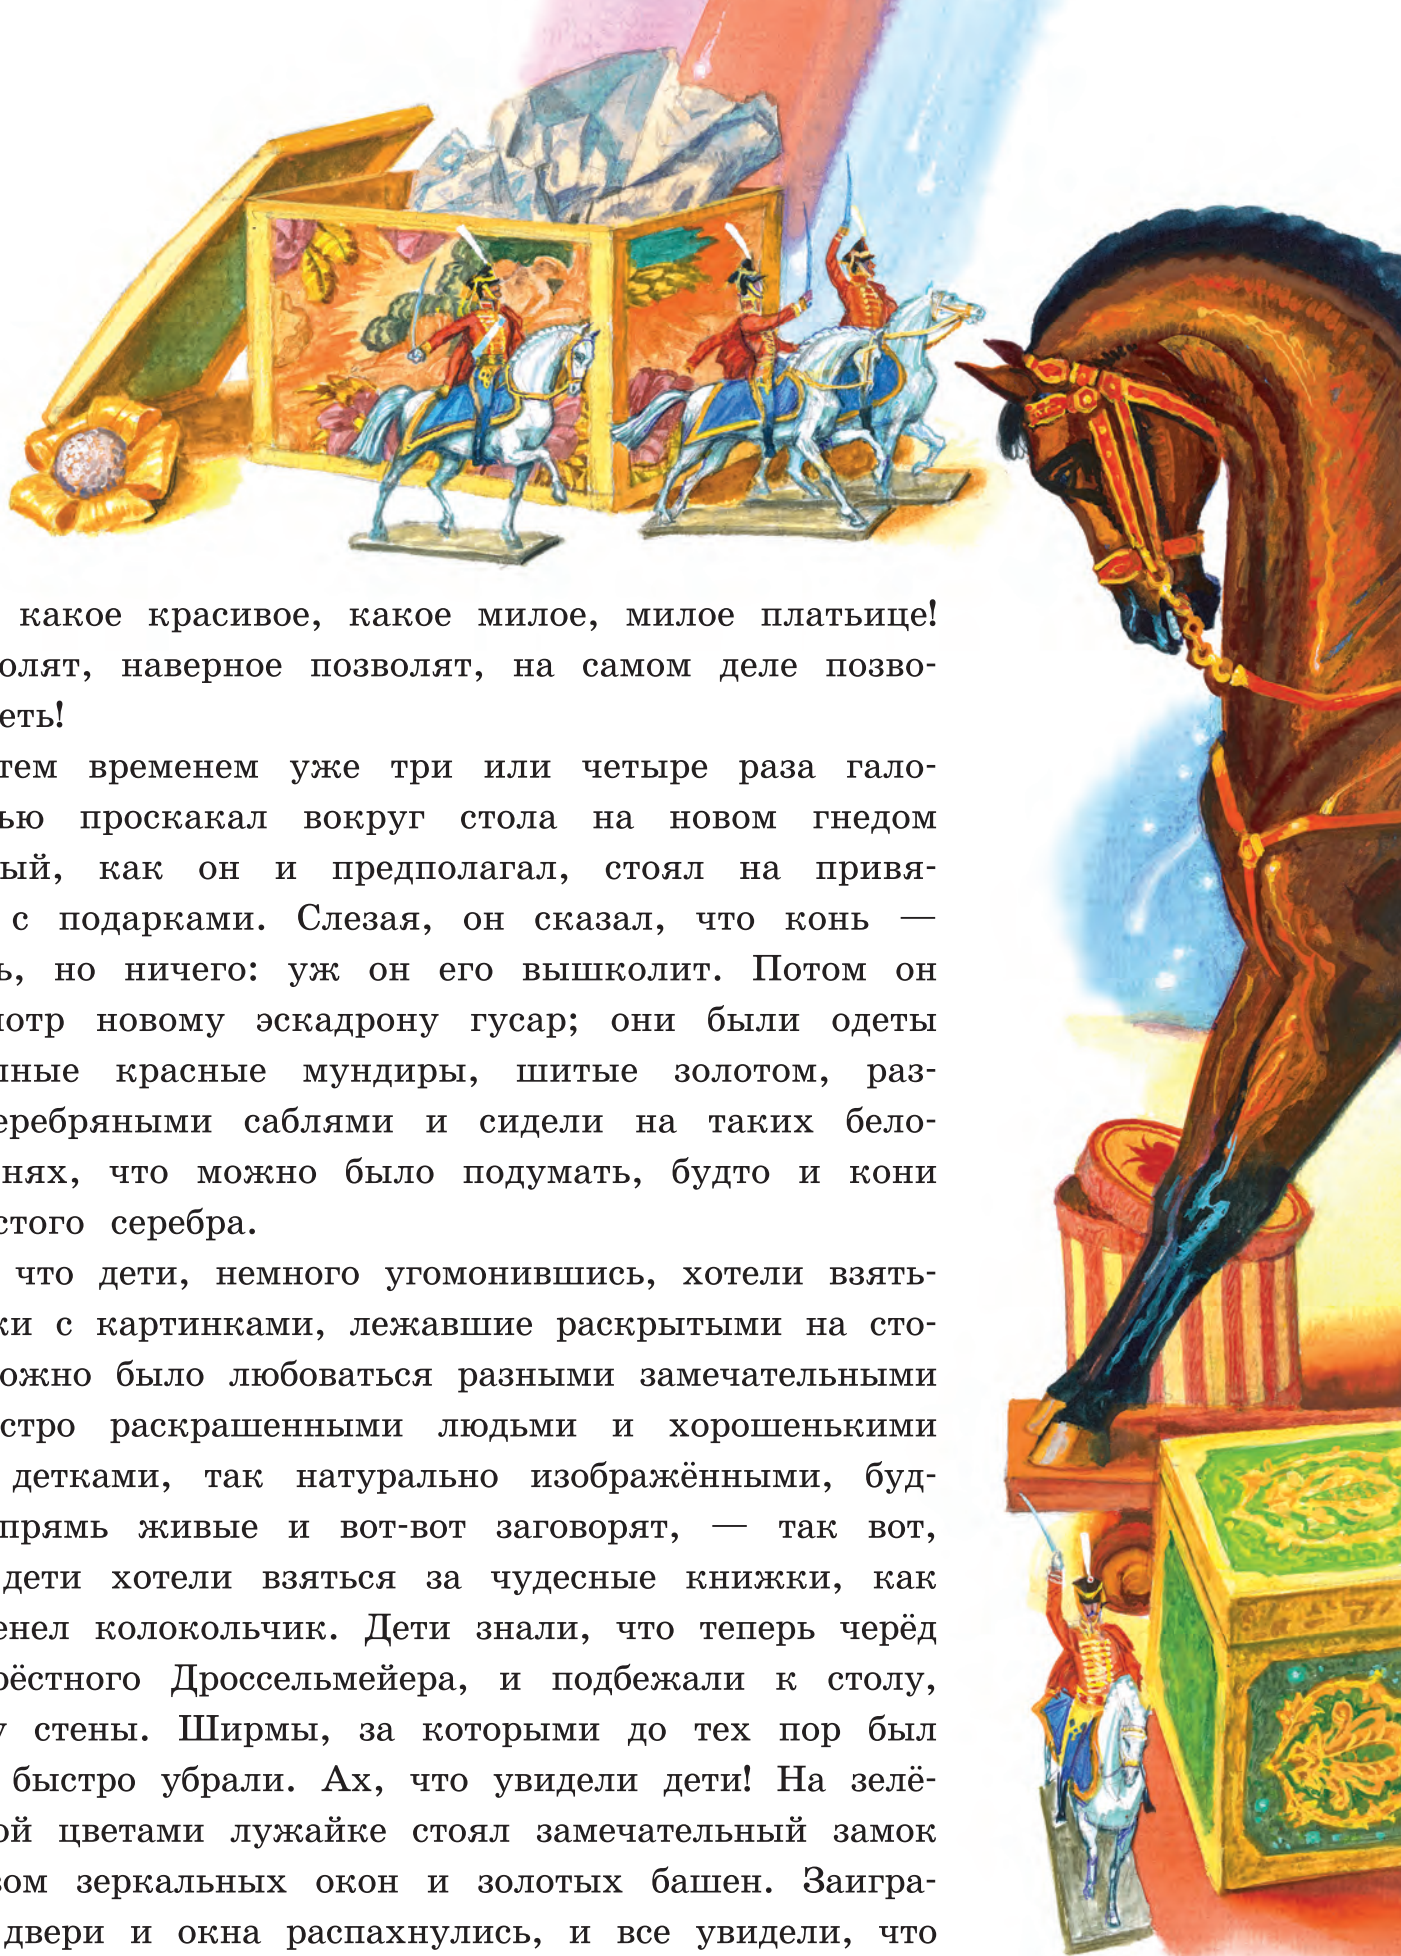 какое красивое, какое милое, милое платьице!
олят, наверное позволят, на самом деле позво-
еть!
тем временем уже три или четыре раза гало-
ью проскакал вокруг стола на новом гнедом
ый, как он и предполагал, стоял на привя-
с подарками. Слезая, он сказал, что конь —
ь, но ничего: уж он его вышколит. Потом он
мотр новому эскадрону гусар; они были одеты
пные красные мундиры, шитые золотом, раз-
еребряными саблями и сидели на таких бело-
нях, что можно было подумать, будто и кони
стого серебра.
что дети, немного угомонившись, хотели взять-
ки с картинками, лежавшие раскрытыми на сто-
ожно было любоваться разными замечательными
стро раскрашенными людьми и хорошенькими
детками, так натурально изображёнными, буд-
прямь живые и вот-вот заговорят, — так вот,
дети хотели взяться за чудесные книжки, как
енел колокольчик. Дети знали, что теперь черёд
рёстного Дроссельмейера, и подбежали к столу,
у стены. Ширмы, за которыми до тех пор был
быстро убрали. Ах, что увидели дети! На зелё-
ой цветами лужайке стоял замечательный замок
вом зеркальных окон и золотых башен. Заигра-
двери и окна распахнулись, и все увидели, что